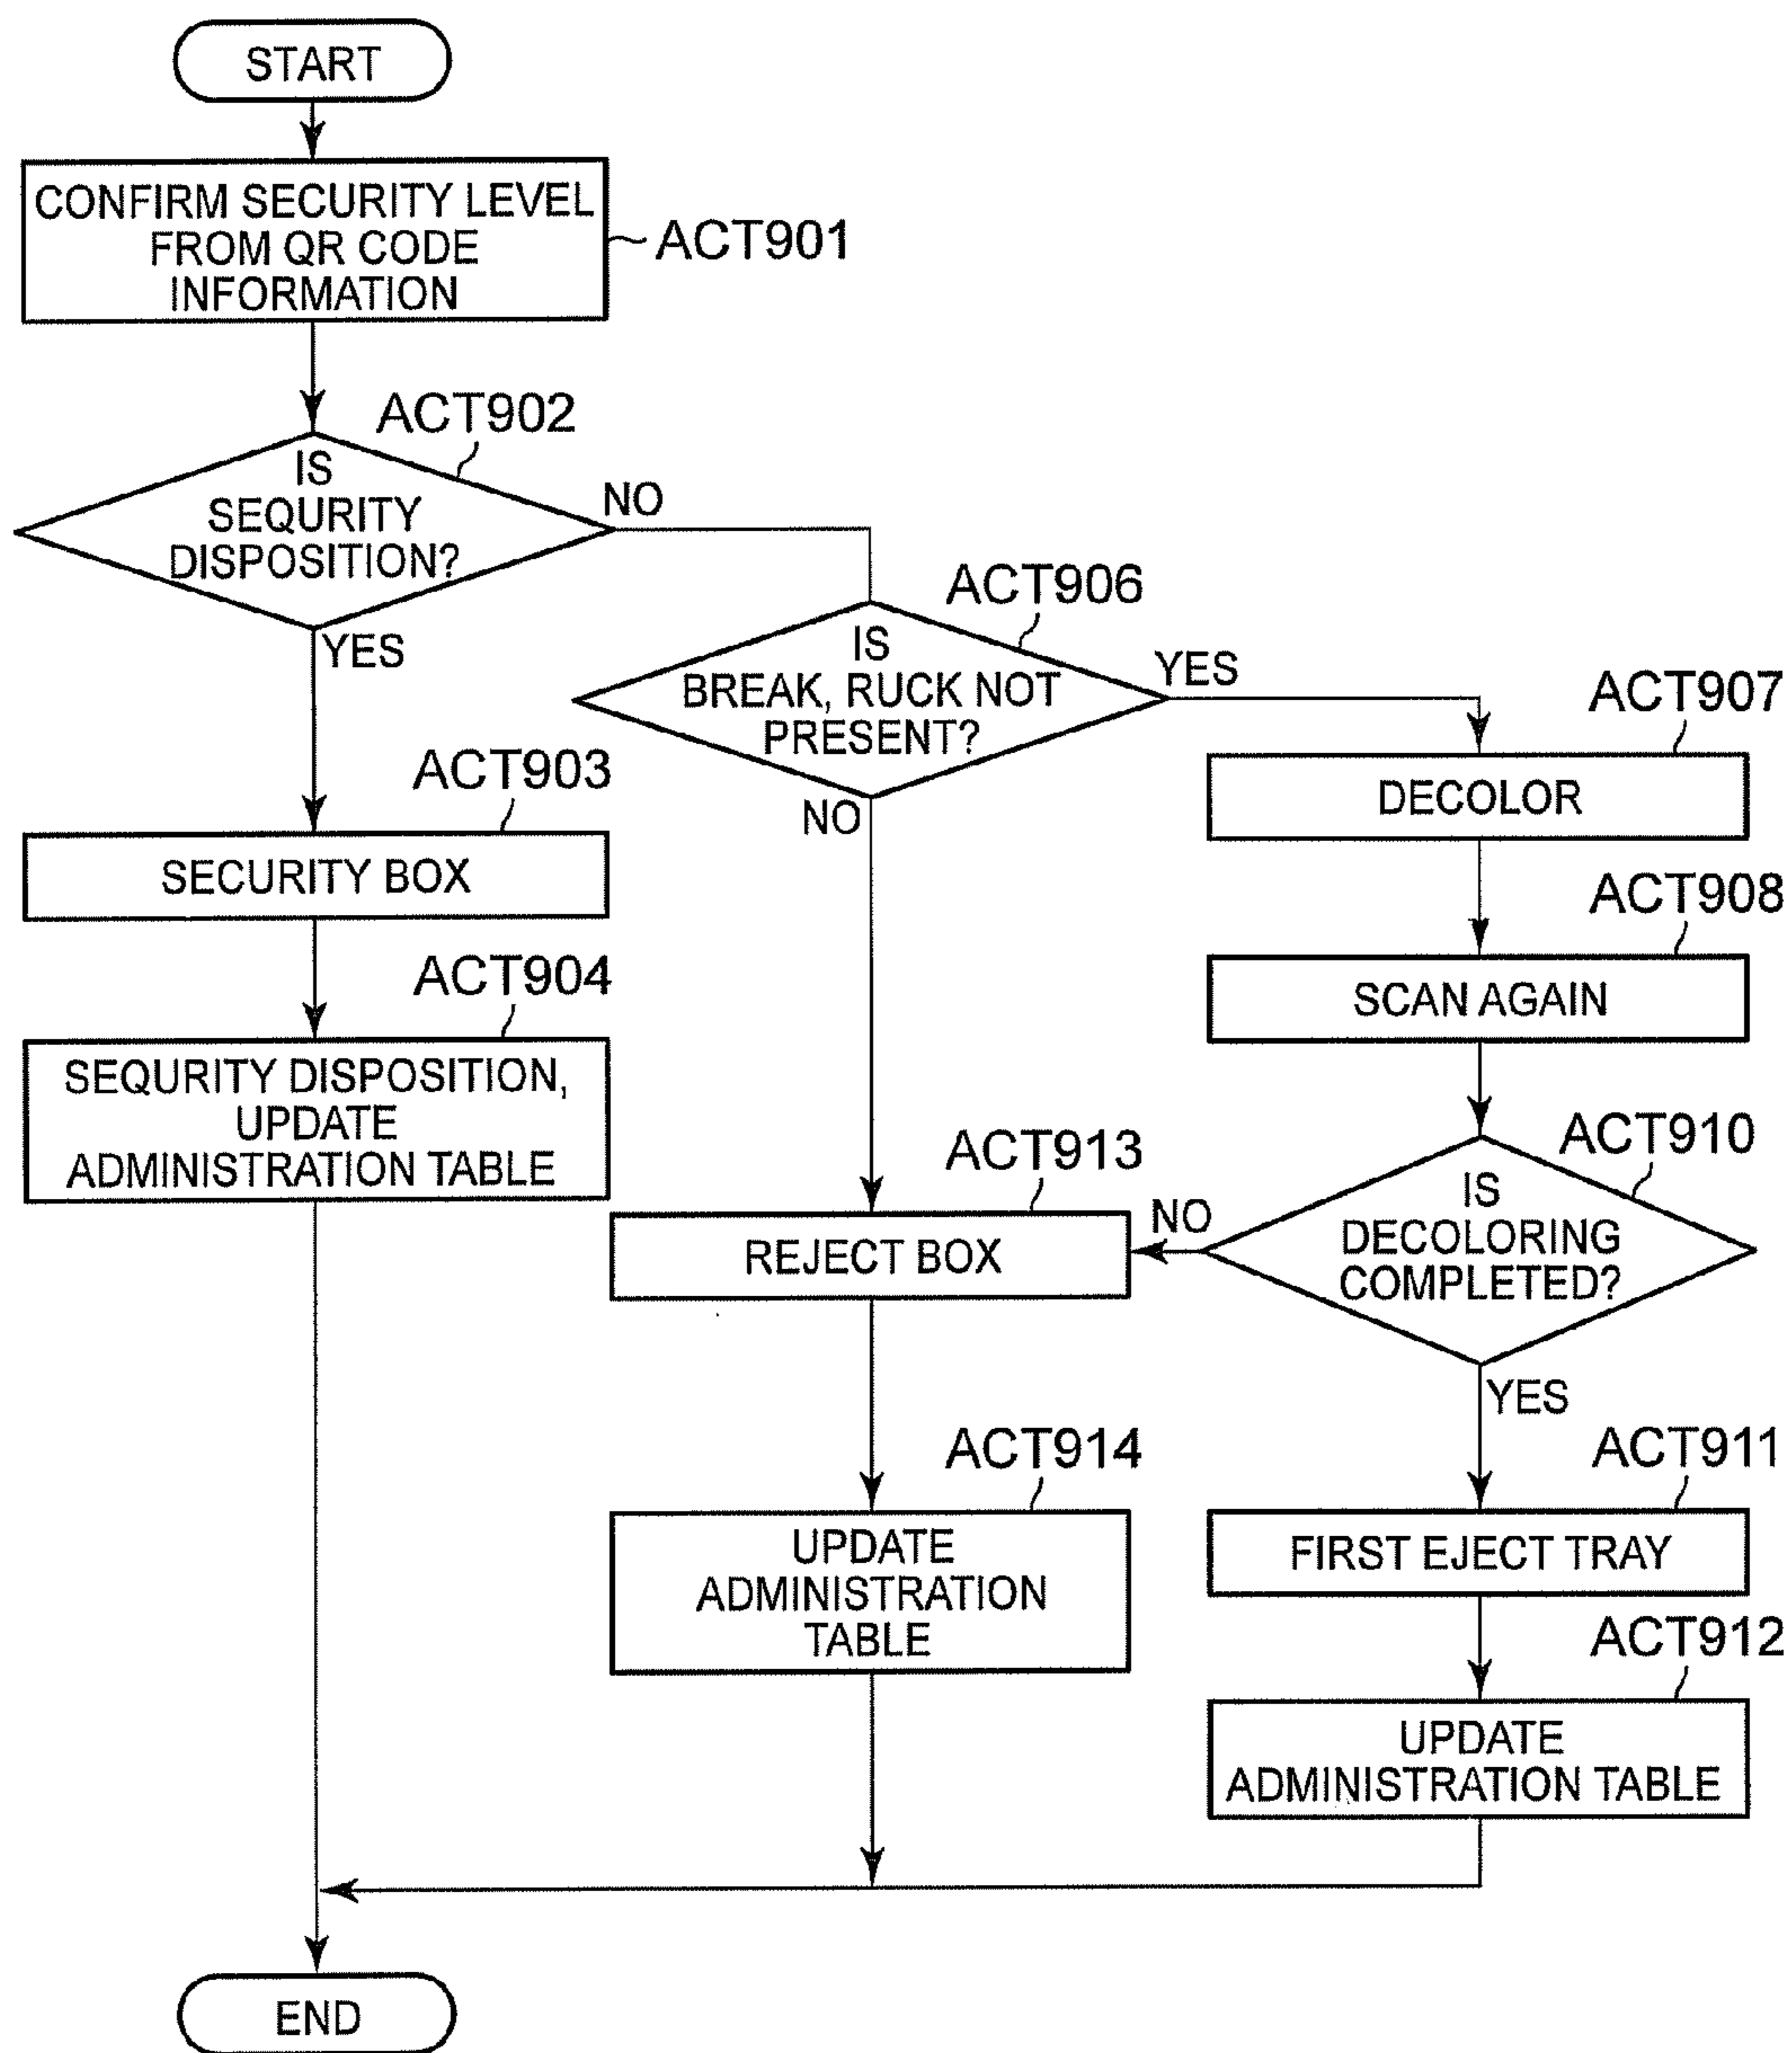 START
CONFIRM SECURITY LEVEL
FROM QR CODE
INFORMATION
ACT901
ACT902
IS
SEQURITY
DISPOSITION?
NO
YES
ACT906
IS
BREAK, RUCK NOT
PRESENT?
YES
NO
ACT903
SECURITY BOX
ACT904
SEQURITY DISPOSITION,
UPDATE
ADMINISTRATION TABLE
ACT907
DECOLOR
ACT908
SCAN AGAIN
ACT910
IS
DECOLORING
COMPLETED?
NO
YES
ACT913
REJECT BOX
ACT914
UPDATE
ADMINISTRATION
TABLE
ACT911
FIRST EJECT TRAY
ACT912
UPDATE
ADMINISTRATION TABLE
END